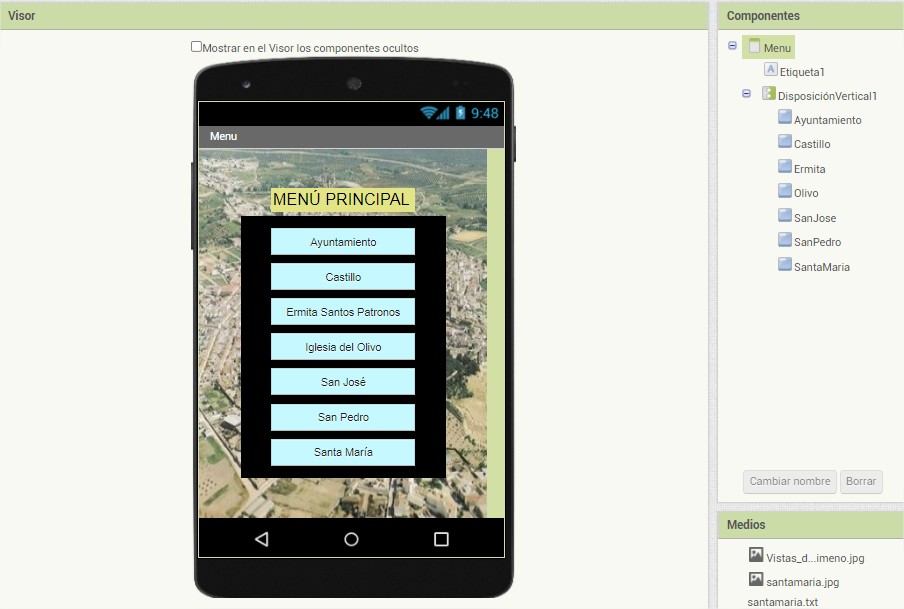 Visor
Mostrar en el Visor los componentes ocultos
9:48
Menu
MENÚ PRINCIPAL
Ayuntamiento
Castillo
Ermita Santos Patronos
Iglesia del Olivo
San José
San Pedro
Santa María
Componentes
Menu
A Etiqueta1
DisposiciónVertical1
Ayuntamiento
Castillo
Ermita
Olivo
SanJose
SanPedro
SantaMaria
Cambiar nombre Borrar
Medios
Vistas_d...imeno.jpg
santamaria.jpg
santamaria.txt